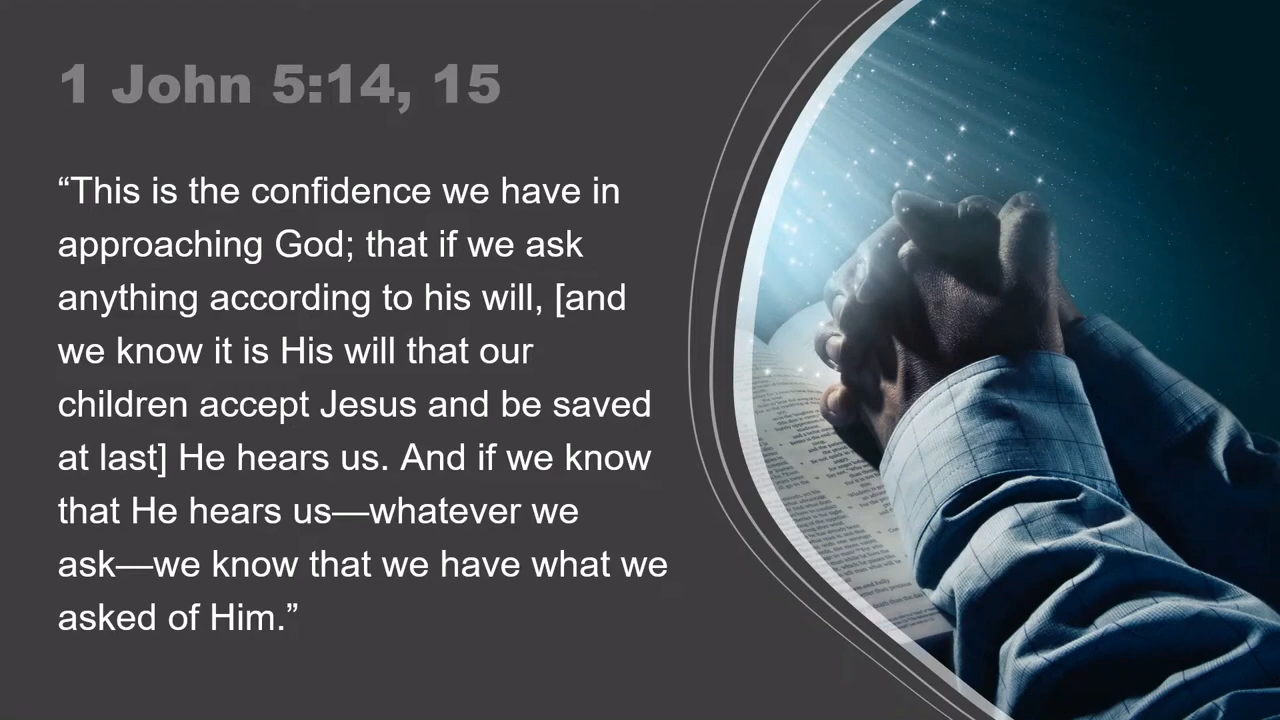 1 John 5:14, 15
“This is the confidence we have in
approaching God; that if we ask
anything according to his will, [and
we know it is His will that our
children accept Jesus and be saved
at last] He hears us. And if we know
that He hears us—whatever we
ask—we know that we have what we
asked of Him.”